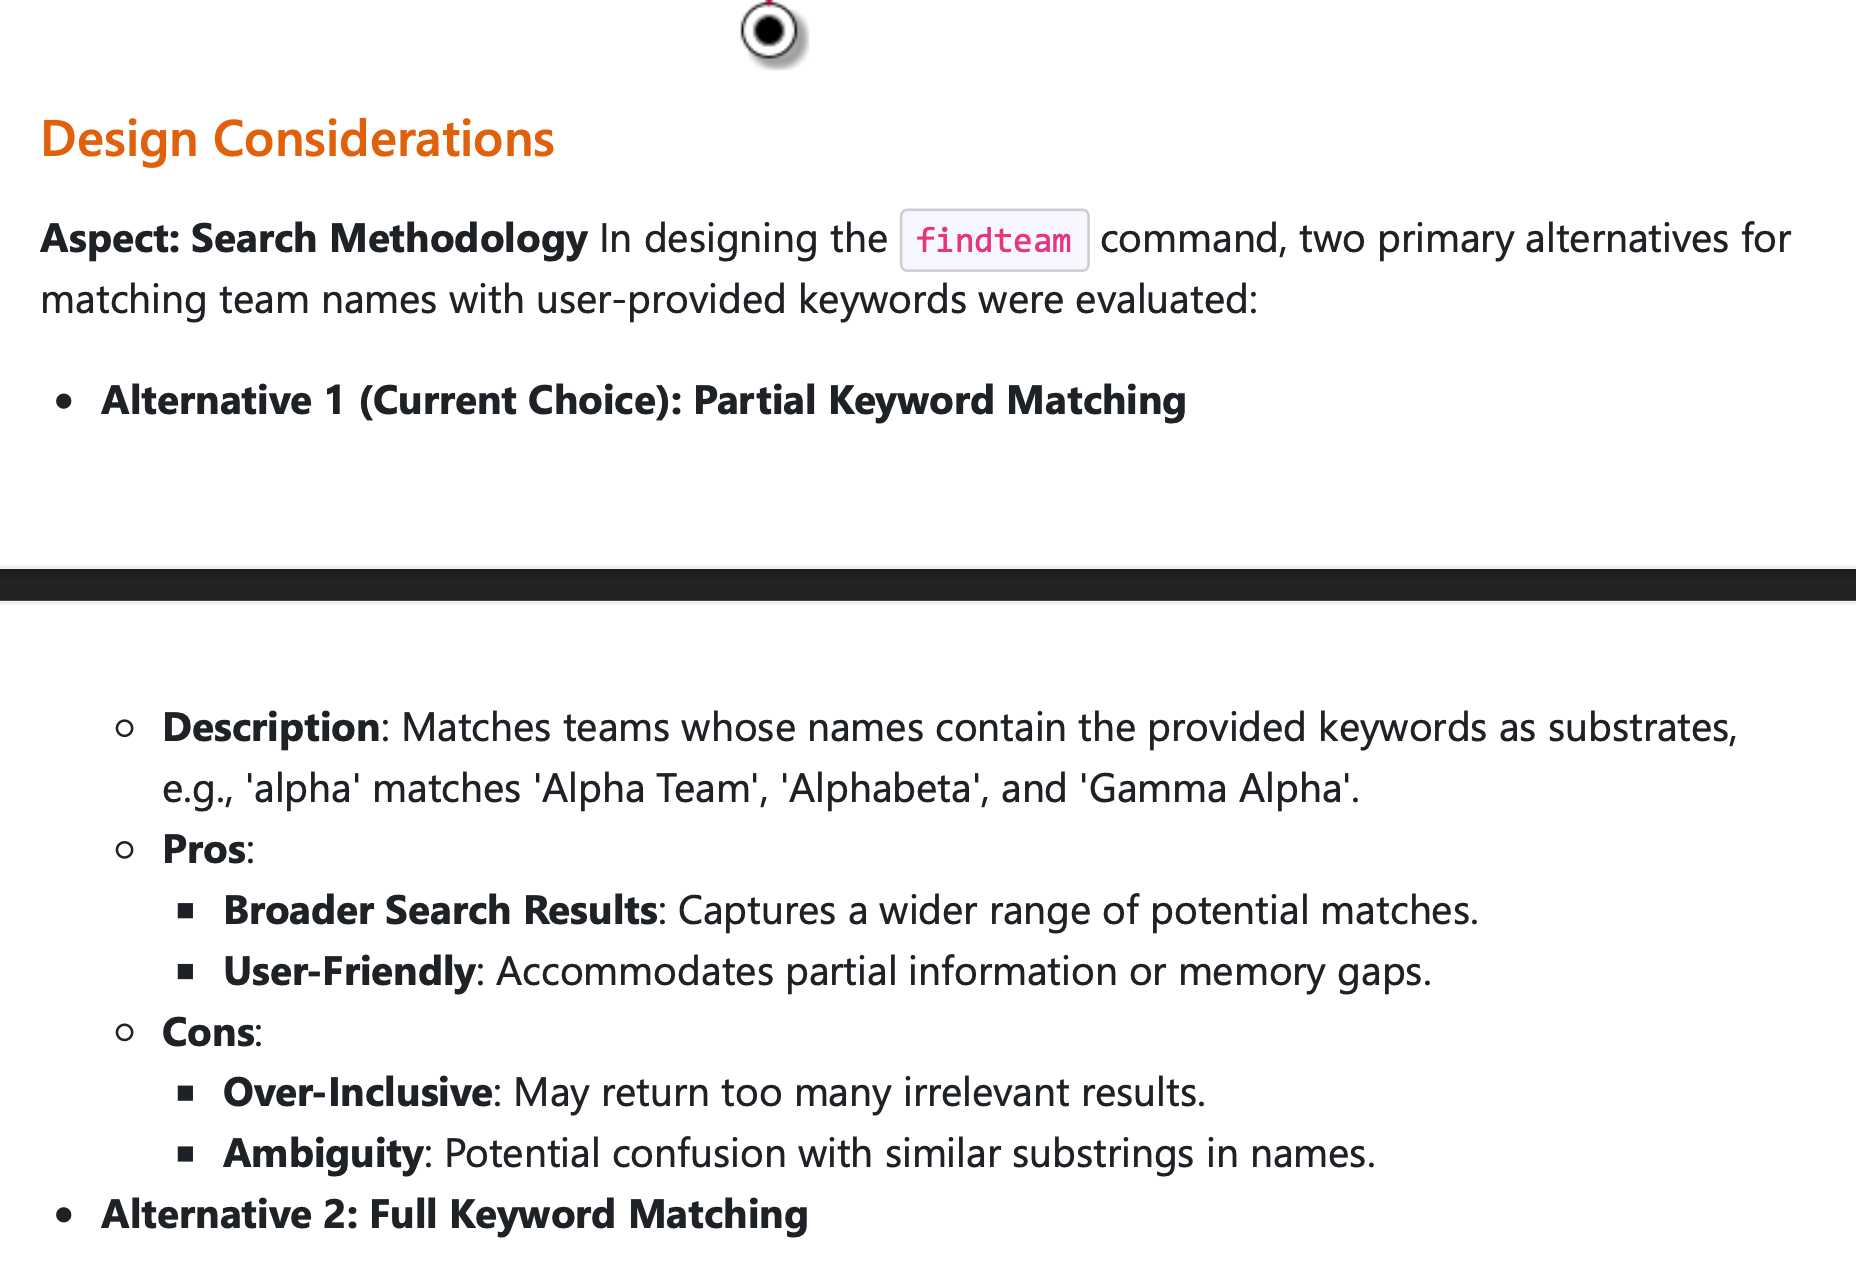 Design Considerations
Aspect: Search Methodology In designing the findteam command, two primary alternatives for
matching team names with user-provided keywords were evaluated:
• Alternative 1 (Current Choice): Partial Keyword Matching
○ Description: Matches teams whose names contain the provided keywords as substrates,
e.g., 'alpha' matches 'Alpha Team', 'Alphabeta', and 'Gamma Alpha'.
○ Pros:
▪ Broader Search Results: Captures a wider range of potential matches.
▪ User-Friendly: Accommodates partial information or memory gaps.
○ Cons:
▪ Over-Inclusive: May return too many irrelevant results.
▪ Ambiguity: Potential confusion with similar substrings in names.
• Alternative 2: Full Keyword Matching